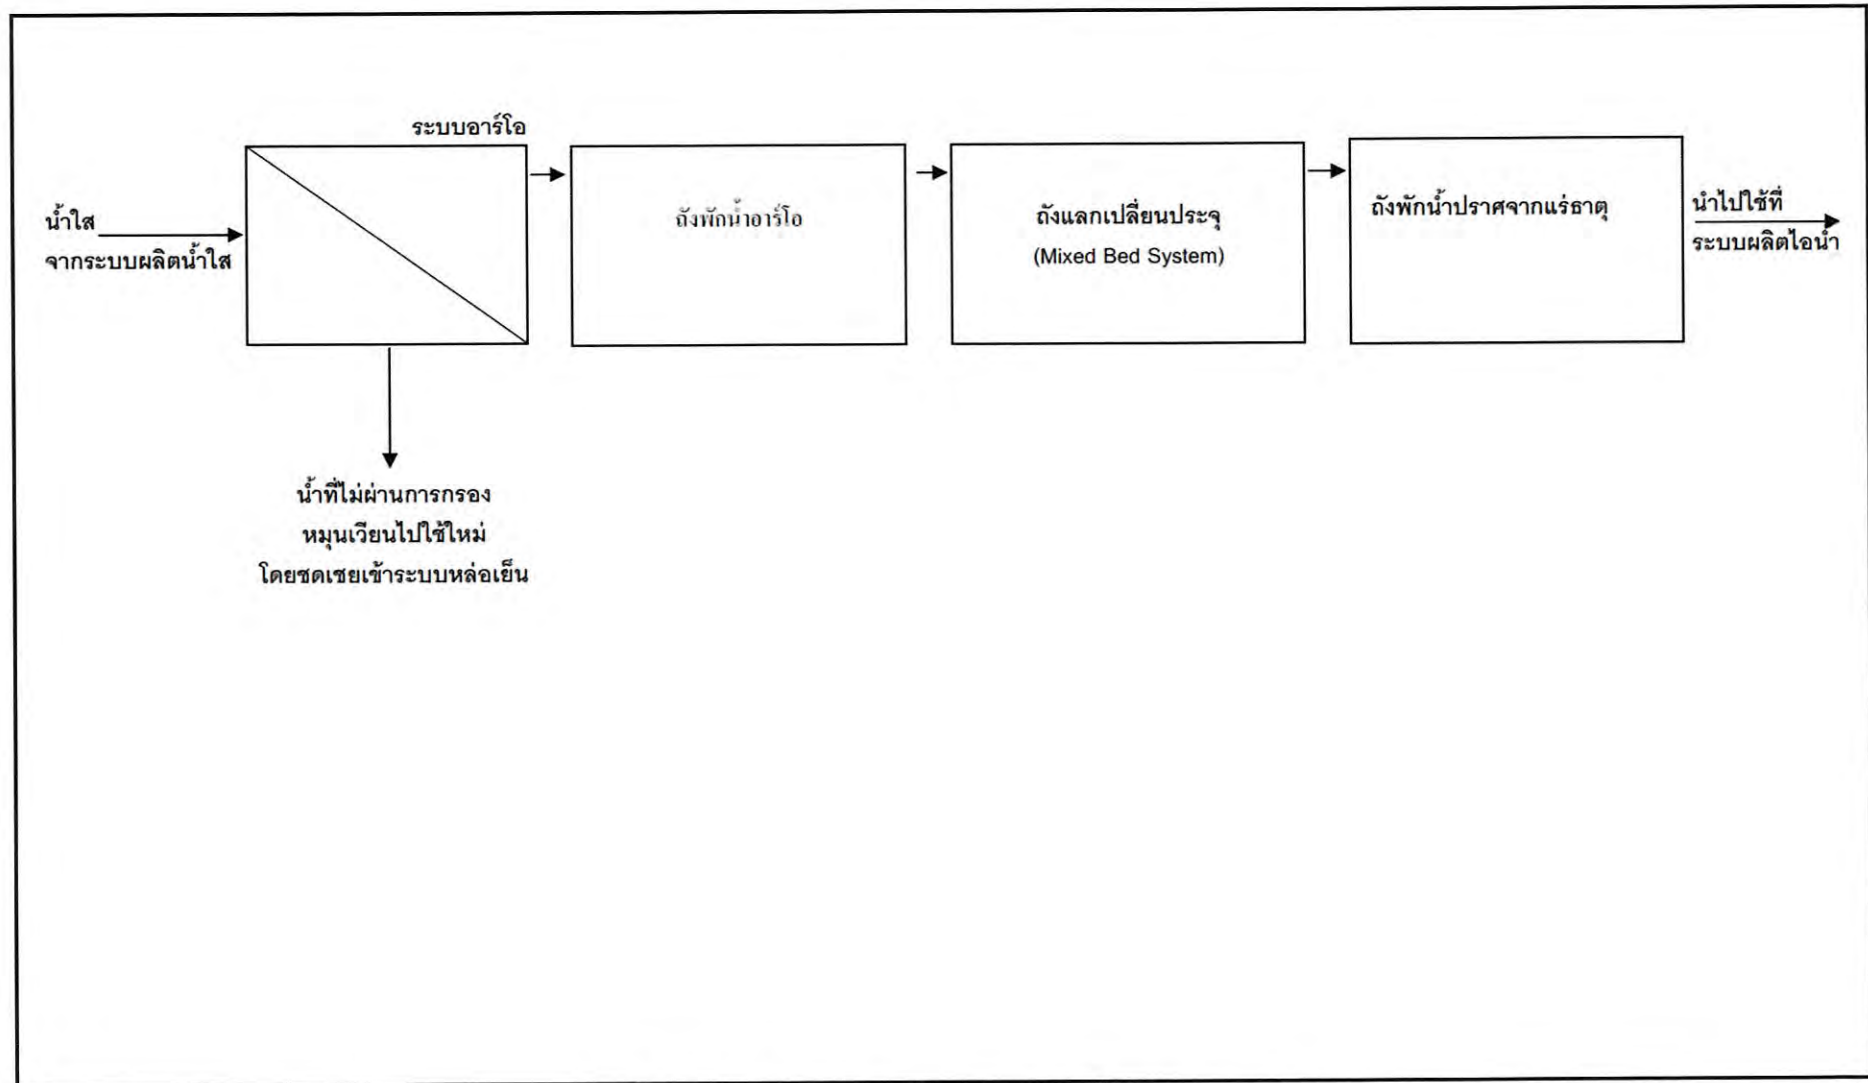 ระบบอาร์โอ
น้ำใส
จากระบบผลิตน้ำใส
ถังพักน้ำอาร์โอ
ถังแลกเปลี่ยนประจุ
(Mixed Bed System)
ถังพักน้ำปราศจากแร่ธาตุ
นำไปใช้ที่
ระบบผลิตไอน้ำ
น้ำที่ไม่ผ่านการกรอง
หมุนเวียนไปใช้ใหม่
โดยชดเชยเข้าระบบหล่อเย็น